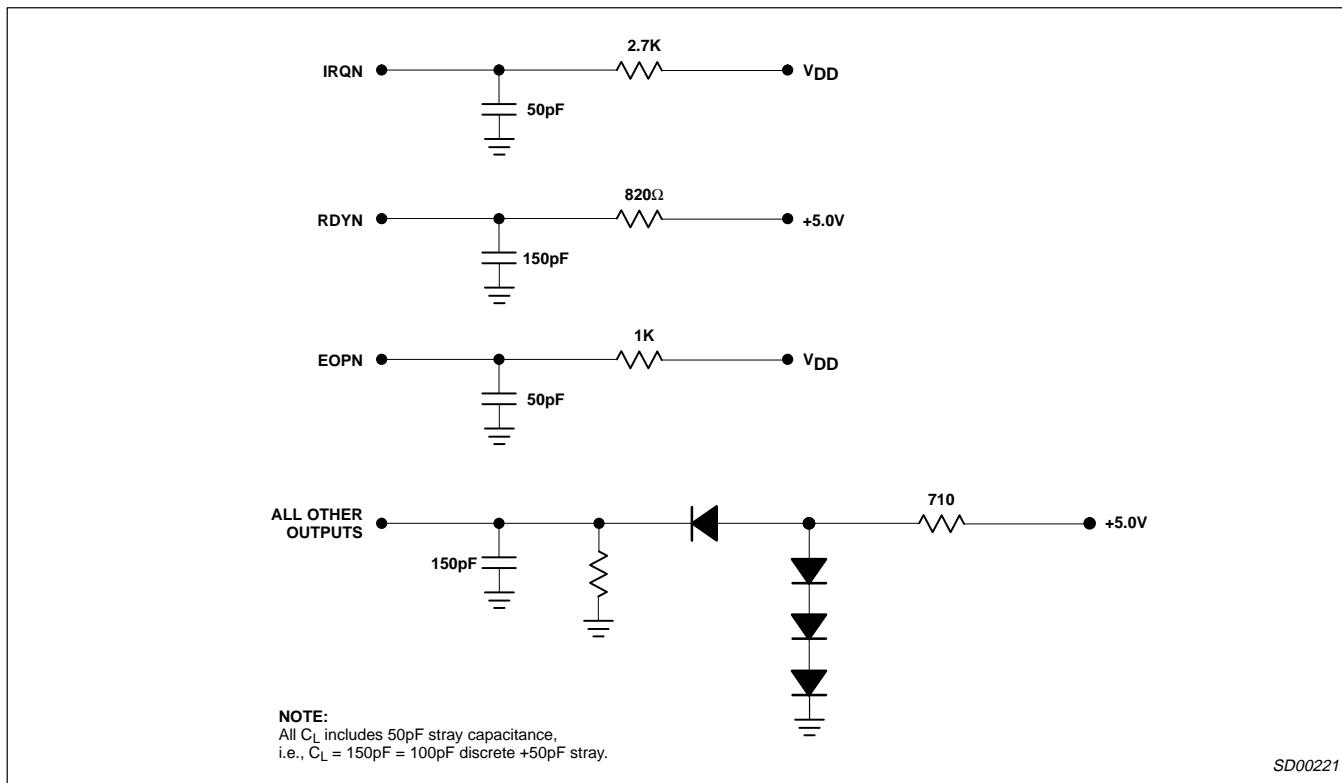 2.7K
IRQN
VDD
50pF
820Ω
RDYN
+5.0V
150pF
1K
EOPN
VDD
50pF
710
ALL OTHER
OUTPUTS
+5.0V
150pF
NOTE:
All CL includes 50pF stray capacitance,
i.e., CL = 150pF = 100pF discrete +50pF stray.
SD00221